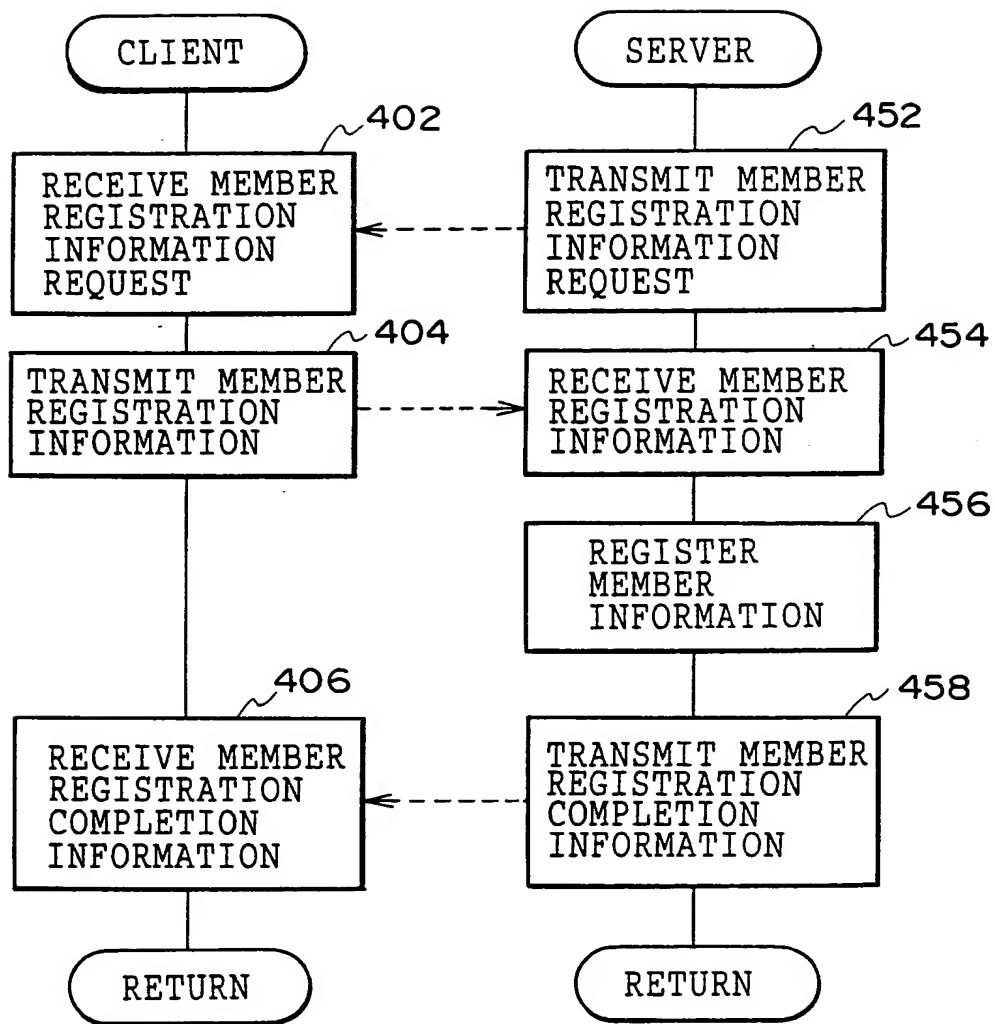 CLIENT
SERVER
402
452
RECEIVE MEMBER
REGISTRATION
INFORMATION
REQUEST
TRANSMIT MEMBER
REGISTRATION
INFORMATION
REQUEST
404
454
TRANSMIT MEMBER
REGISTRATION
INFORMATION
RECEIVE MEMBER
REGISTRATION
INFORMATION
456
REGISTER
MEMBER
INFORMATION
406
458
RECEIVE MEMBER
REGISTRATION
COMPLETION
INFORMATION
TRANSMIT MEMBER
REGISTRATION
COMPLETION
INFORMATION
RETURN
RETURN